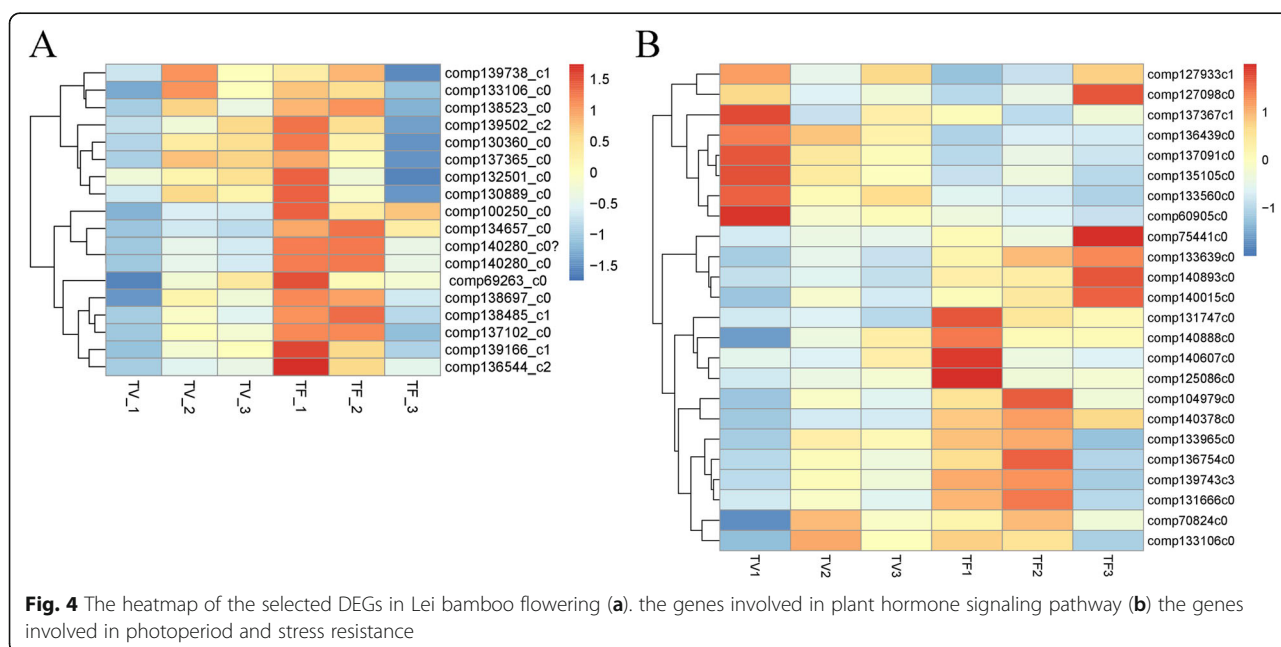 A
comp139738_c1
comp133106_c0
comp138523_c0
comp139502_c2
comp130360_c0
comp137365_c0
comp132501_c0
comp130889_c0
comp100250_c0
comp134657_c0
comp140280_c0?
comp140280_c0
comp69263_c0
comp138697_c0
comp138485_c1
comp137102_c0
comp139166_c1
comp136544_c2
1.5
1
0.5
0
−0.5
−1
−1.5
TV_1 TV_2 TV_3 TF_1 TF_2 TF_3
B
comp127933c1
comp127098c0
comp137367c1
comp136439c0
comp137091c0
comp135105c0
comp133560c0
comp60905c0
comp75441c0
comp133639c0
comp140893c0
comp140015c0
comp131747c0
comp140888c0
comp140607c0
comp125086c0
comp104979c0
comp140378c0
comp133965c0
comp136754c0
comp139743c3
comp131666c0
comp70824c0
comp133106c0
1
0
−1
TV1 TV2 TV3 TF1 TF2 TF3
Fig. 4 The heatmap of the selected DEGs in Lei bamboo flowering (a). the genes involved in plant hormone signaling pathway (b) the genes
involved in photoperiod and stress resistance